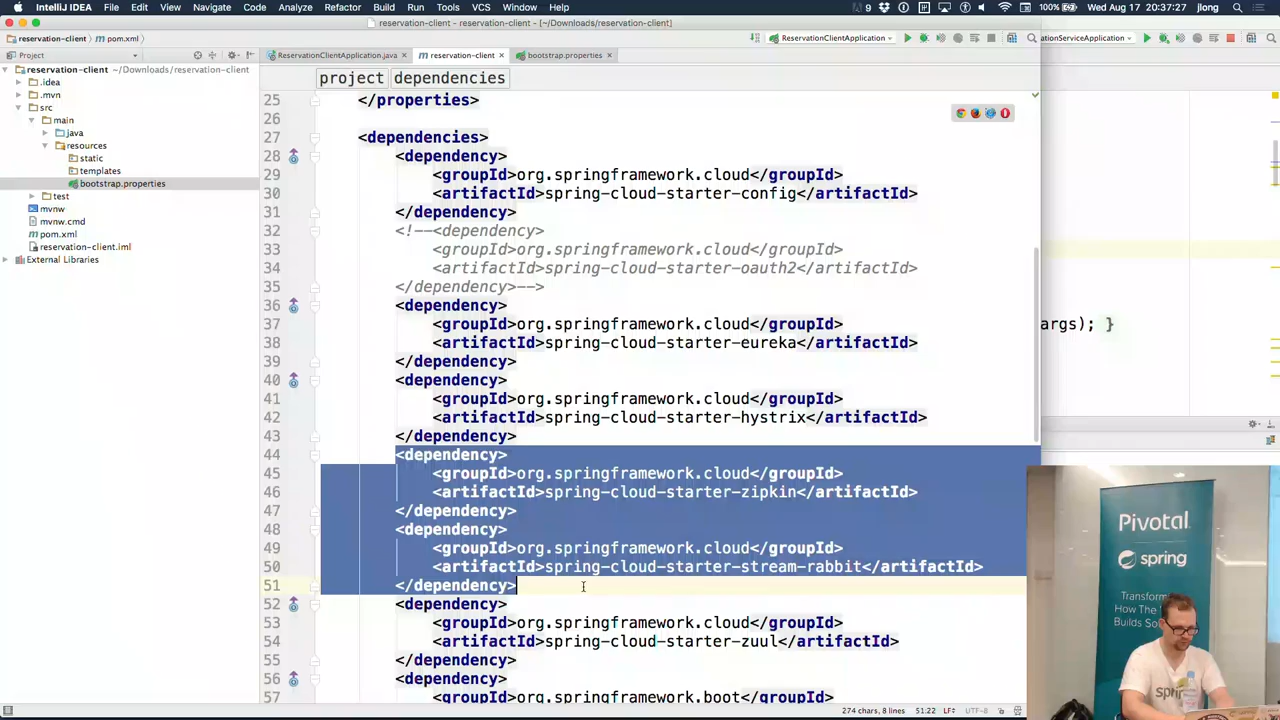 IntelliJ IDEA File Edit View Navigate Code Analyze Refactor Build Run Tools VCS Window Help 9 100% Wed 20 Aug 17:37:27 jlong
reservation-client - reservation-client - [~/Downloads/reservation-client]
reservation-client pom.xml ReservationClientApplication
Project ReservationClientApplication.java reservation-client bootstrap.properties
reservation-client ~/Downloads/reservation-client
.idea
.mvn
src
main
java
resources
static
templates
bootstrap.properties
test
mvnw
mvnw.cmd
pom.xml
reservation-client.iml
External Libraries
project dependencies
25 </properties>
26
27 <dependencies>
28 <dependency>
29 <groupId>org.springframework.cloud</groupId>
30 <artifactId>spring-cloud-starter-config</artifactId>
31 </dependency>
32 <!--<dependency>
33 <groupId>org.springframework.cloud</groupId>
34 <artifactId>spring-cloud-starter-oauth2</artifactId>
35 </dependency>-->
36 <dependency>
37 <groupId>org.springframework.cloud</groupId>
38 <artifactId>spring-cloud-starter-eureka</artifactId>
39 </dependency>
40 <dependency>
41 <groupId>org.springframework.cloud</groupId>
42 <artifactId>spring-cloud-starter-hystrix</artifactId>
43 </dependency>
44 <dependency>
45 <groupId>org.springframework.cloud</groupId>
46 <artifactId>spring-cloud-starter-zipkin</artifactId>
47 </dependency>
48 <dependency>
49 <groupId>org.springframework.cloud</groupId>
50 <artifactId>spring-cloud-starter-stream-rabbit</artifactId>
51 </dependency>
52 <dependency>
53 <groupId>org.springframework.cloud</groupId>
54 <artifactId>spring-cloud-starter-zuul</artifactId>
55 </dependency>
56 <dependency>
57 <groupId>org.springframework.boot</groupId>
274 chars, 8 lines 51:22 LF÷ UTF-8
args); }
Pivotal
spring
Transform
How The
Builds So